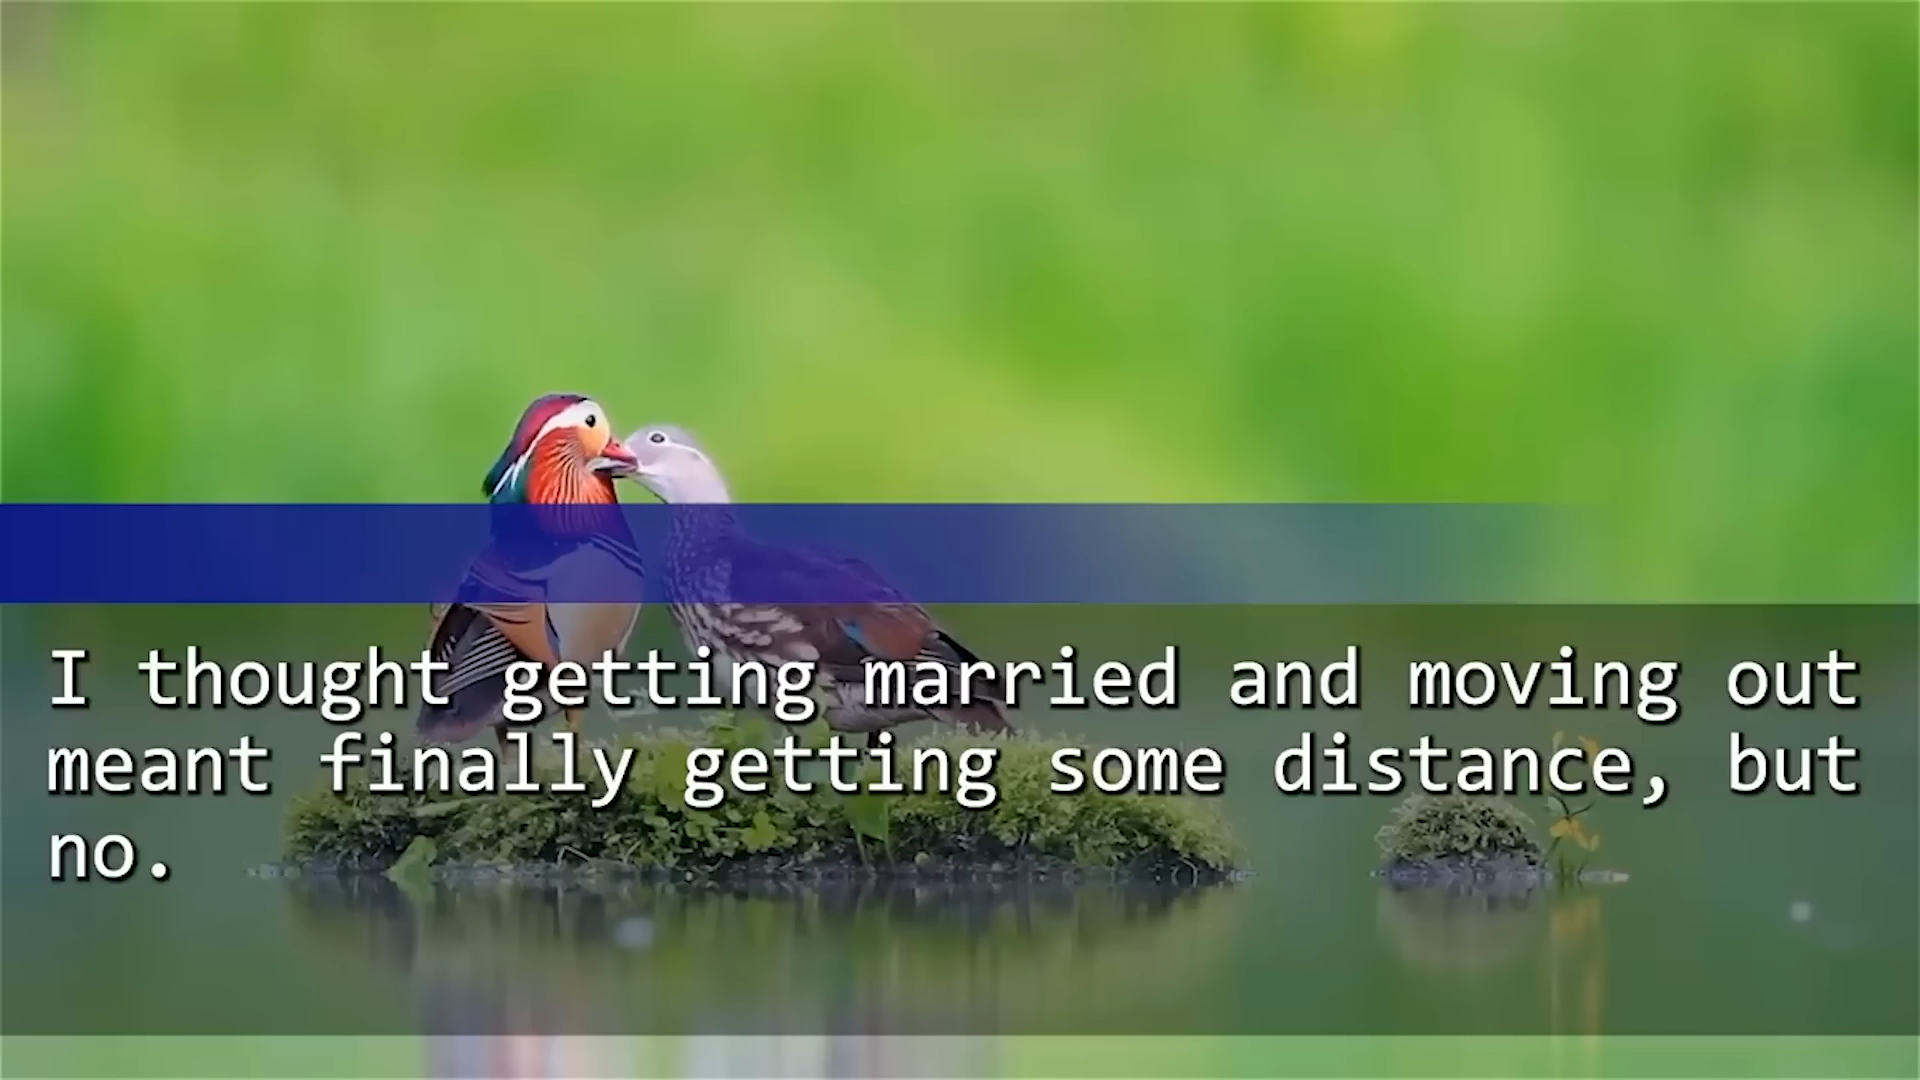 I thought getting married and moving out
meant finally getting some distance, but
no.